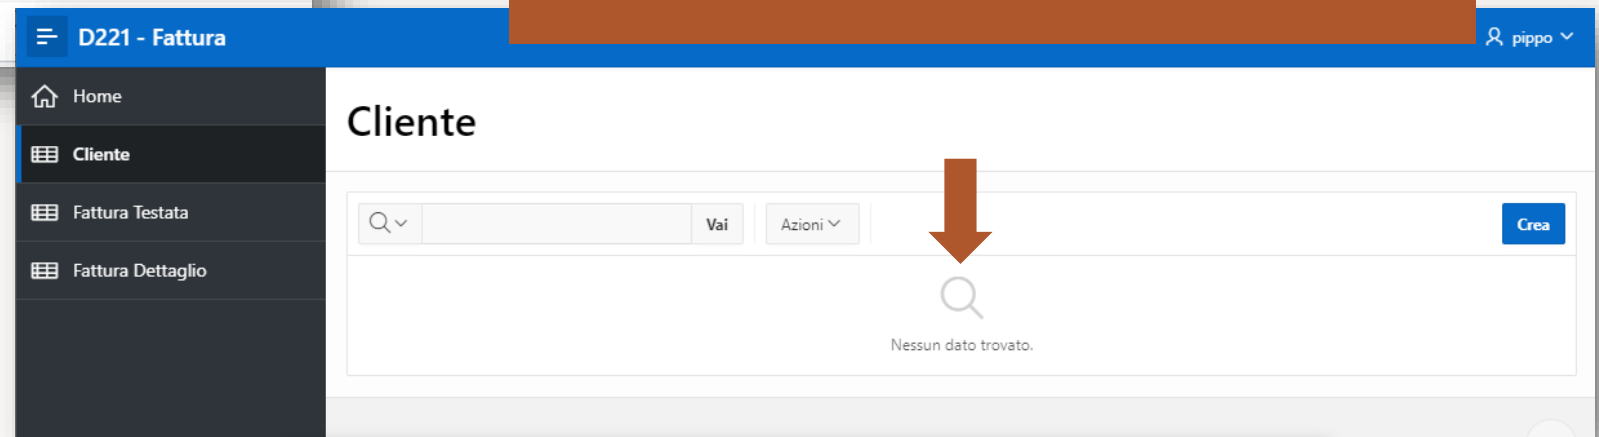 D221 - Fattura
pippo
Home
Cliente
Fattura Testata
Fattura Dettaglio
Cliente
Vai
Azioni
Crea
Nessun dato trovato.